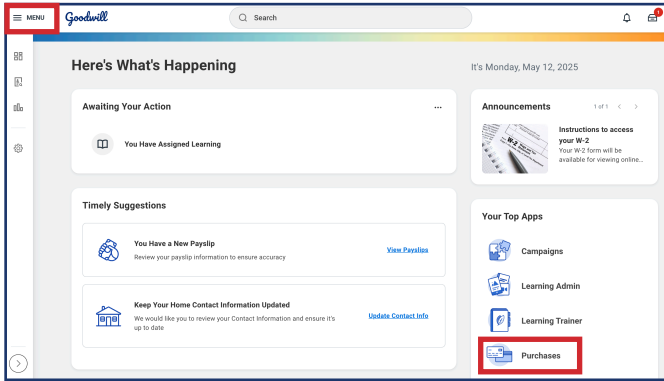 MENU
Goodwill
Search
1
Here's What's Happening
It's Monday, May 12, 2025
Awaiting Your Action
...
You Have Assigned Learning
Announcements
1 of 1
W-2
Instructions to access
your W-2
Your W-2 form will be
available for viewing online...
Timely Suggestions
You Have a New Payslip
Review your payslip information to ensure accuracy
View Payslips
Keep Your Home Contact Information Updated
We would like you to review your Contact Information and ensure it's
up to date
Update Contact Info
Your Top Apps
Campaigns
Learning Admin
Learning Trainer
Purchases